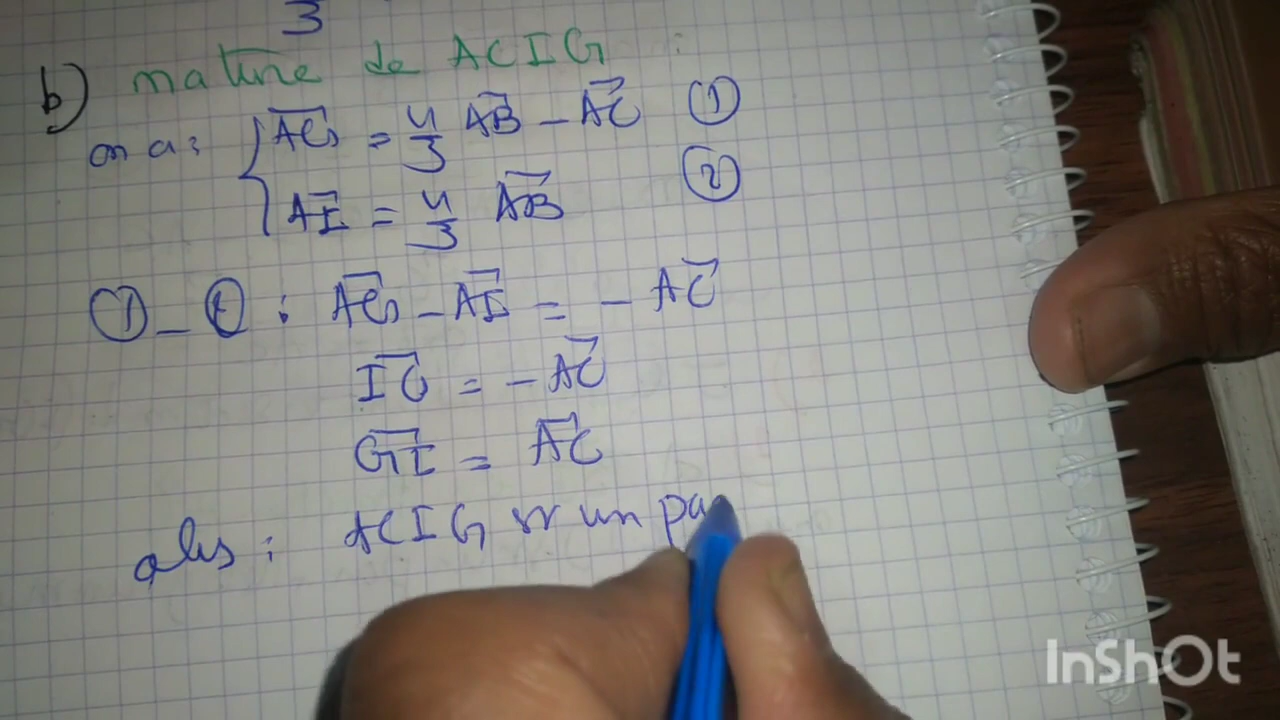 3
b) nature de ACIG :
on a : { AG = 4/3 AB - AC ①
AI = 4/3 AB ②
① - ② : AG - AI = - AC
IG = - AC
GI = AC
alors : ACIG est un pa
InShOt